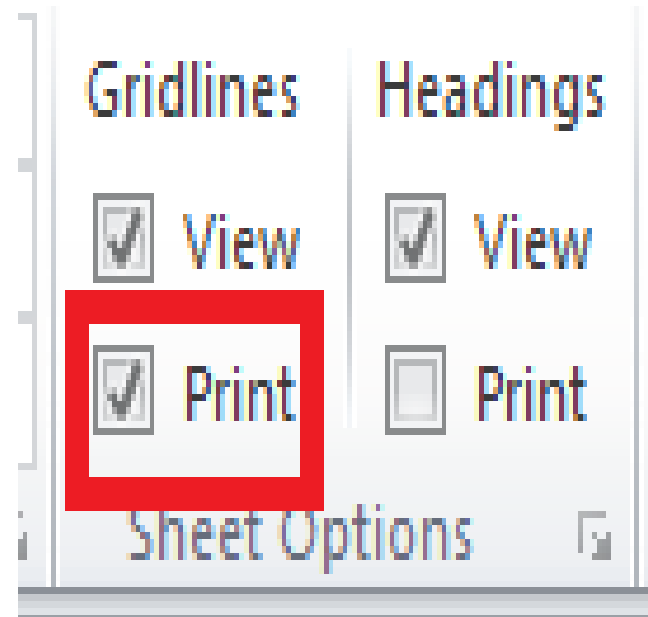 Gridlines Headings
View View
Print Print
Sheet Options